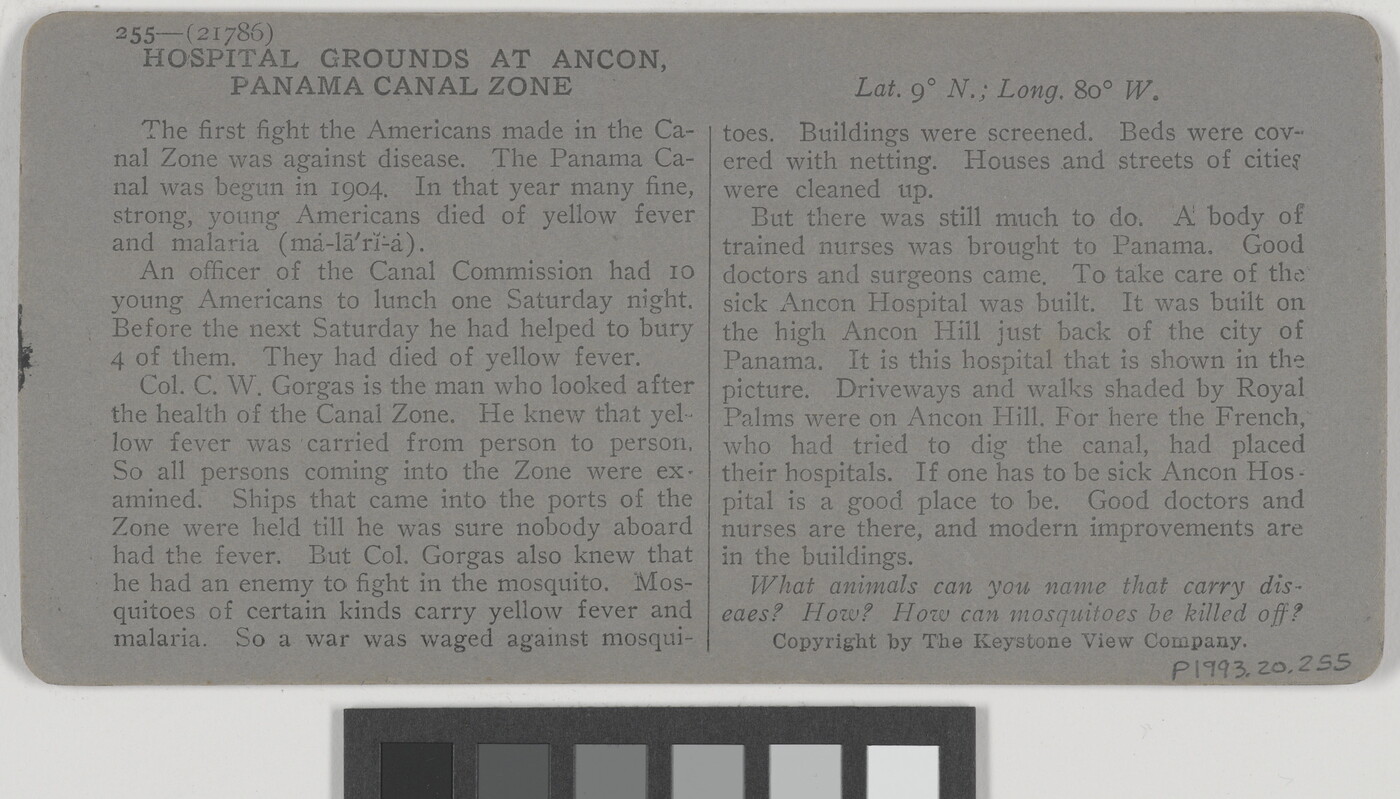 255—(21786)
HOSPITAL GROUNDS AT ANCON,
PANAMA CANAL ZONE
Lat. 9° N.; Long. 80° W.
The first fight the Americans made in the Ca-
nal Zone was against disease. The Panama Ca-
nal was begun in 1904. In that year many fine,
strong, young Americans died of yellow fever
and malaria (má-lā′rĭ-á).
An officer of the Canal Commission had 10
young Americans to lunch one Saturday night.
Before the next Saturday he had helped to bury
4 of them. They had died of yellow fever.
Col. C. W. Gorgas is the man who looked after
the health of the Canal Zone. He knew that yel-
low fever was carried from person to person.
So all persons coming into the Zone were ex-
amined. Ships that came into the ports of the
Zone were held till he was sure nobody aboard
had the fever. But Col. Gorgas also knew that
he had an enemy to fight in the mosquito. Mos-
quitoes of certain kinds carry yellow fever and
malaria. So a war was waged against mosqui-
toes. Buildings were screened. Beds were cov-
ered with netting. Houses and streets of cities
were cleaned up.
But there was still much to do. A body of
trained nurses was brought to Panama. Good
doctors and surgeons came. To take care of the
sick Ancon Hospital was built. It was built on
the high Ancon Hill just back of the city of
Panama. It is this hospital that is shown in the
picture. Driveways and walks shaded by Royal
Palms were on Ancon Hill. For here the French,
who had tried to dig the canal, had placed
their hospitals. If one has to be sick Ancon Hos-
pital is a good place to be. Good doctors and
nurses are there, and modern improvements are
in the buildings.
What animals can you name that carry dis-
eaes? How? How can mosquitoes be killed off?
Copyright by The Keystone View Company.
P1993.20.255